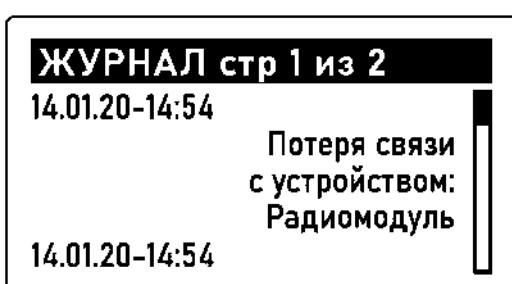 ЖУРНАЛ стр 1 из 2
14.01.20-14:54
Потеря связи
с устройством:
Радиомодуль
14.01.20-14:54